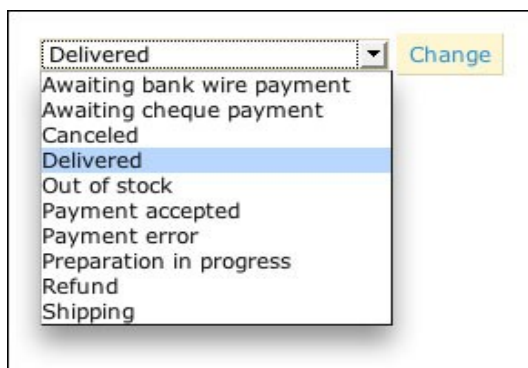 Delivered Change
Awaiting bank wire payment
Awaiting cheque payment
Canceled
Delivered
Out of stock
Payment accepted
Payment error
Preparation in progress
Refund
Shipping